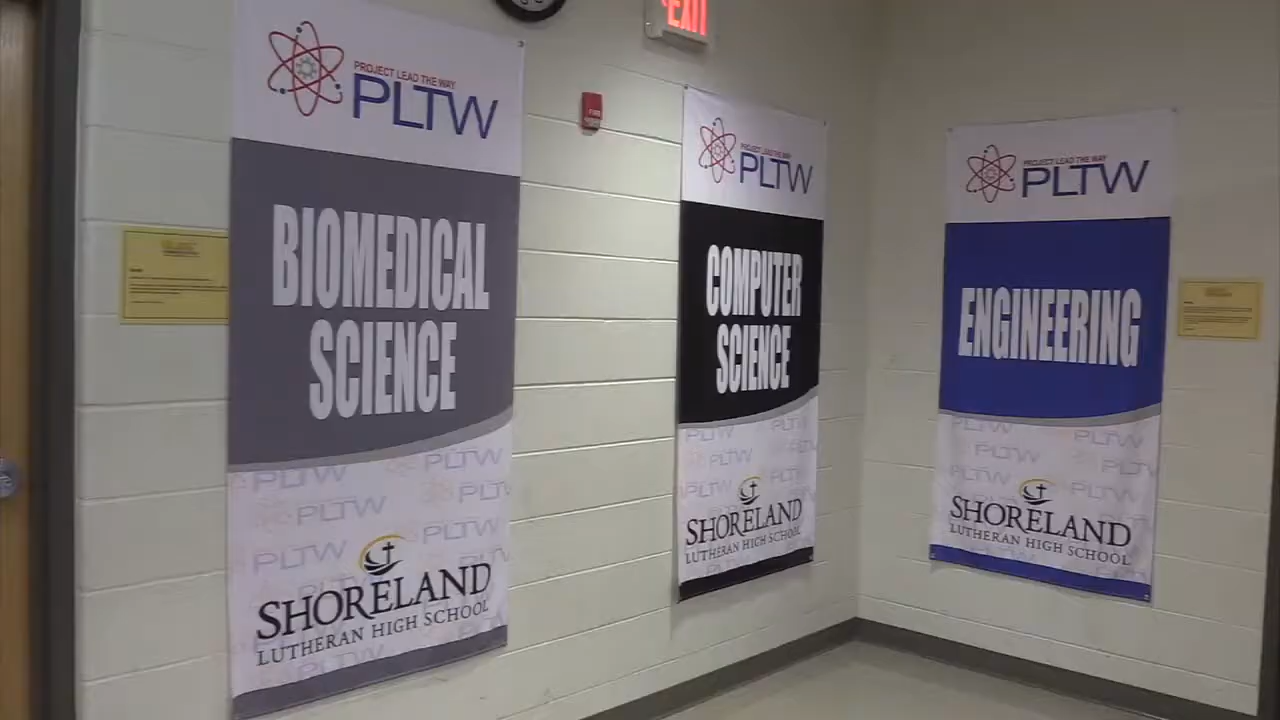 PROJECT LEAD THE WAY
PLTW
BIOMEDICAL
SCIENCE
SHORELAND
LUTHERAN HIGH SCHOOL
EXIT
PROJECT LEAD THE WAY
PLTW
COMPUTER
SCIENCE
SHORELAND
LUTHERAN HIGH SCHOOL
PROJECT LEAD THE WAY
PLTW
ENGINEERING
SHORELAND
LUTHERAN HIGH SCHOOL